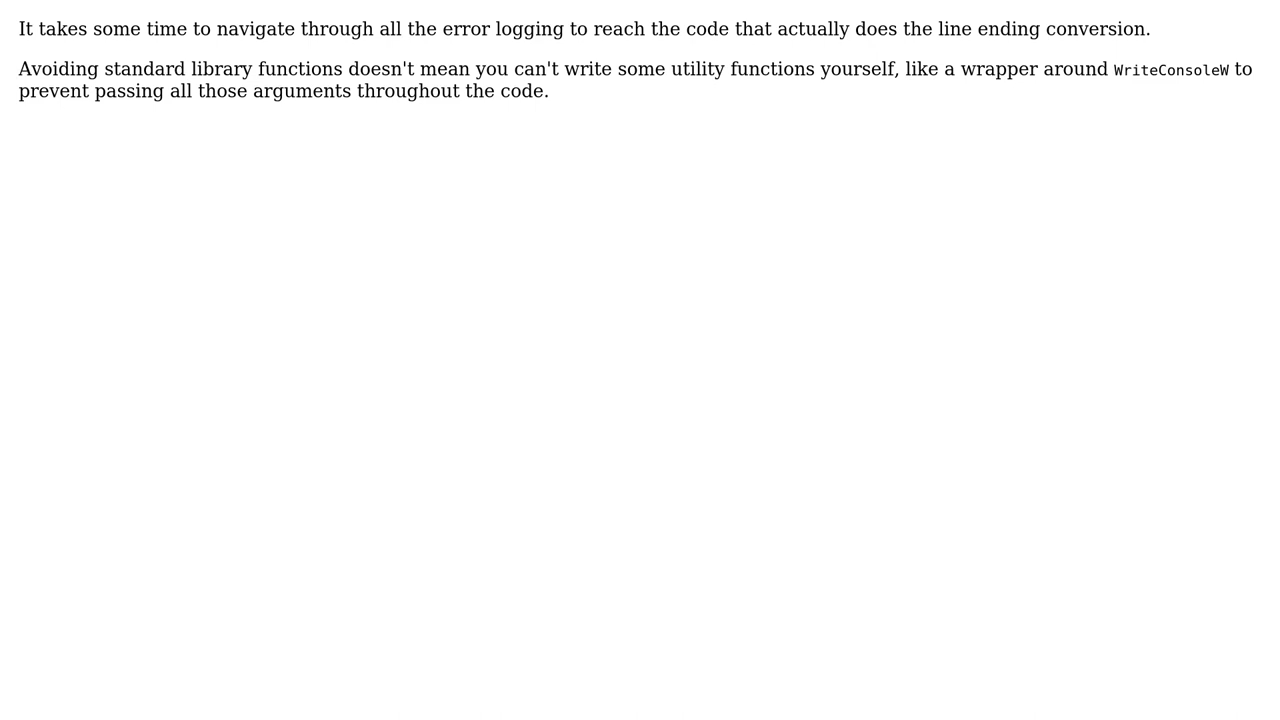 It takes some time to navigate through all the error logging to reach the code that actually does the line ending conversion.
Avoiding standard library functions doesn't mean you can't write some utility functions yourself, like a wrapper around WriteConsoleW to
prevent passing all those arguments throughout the code.